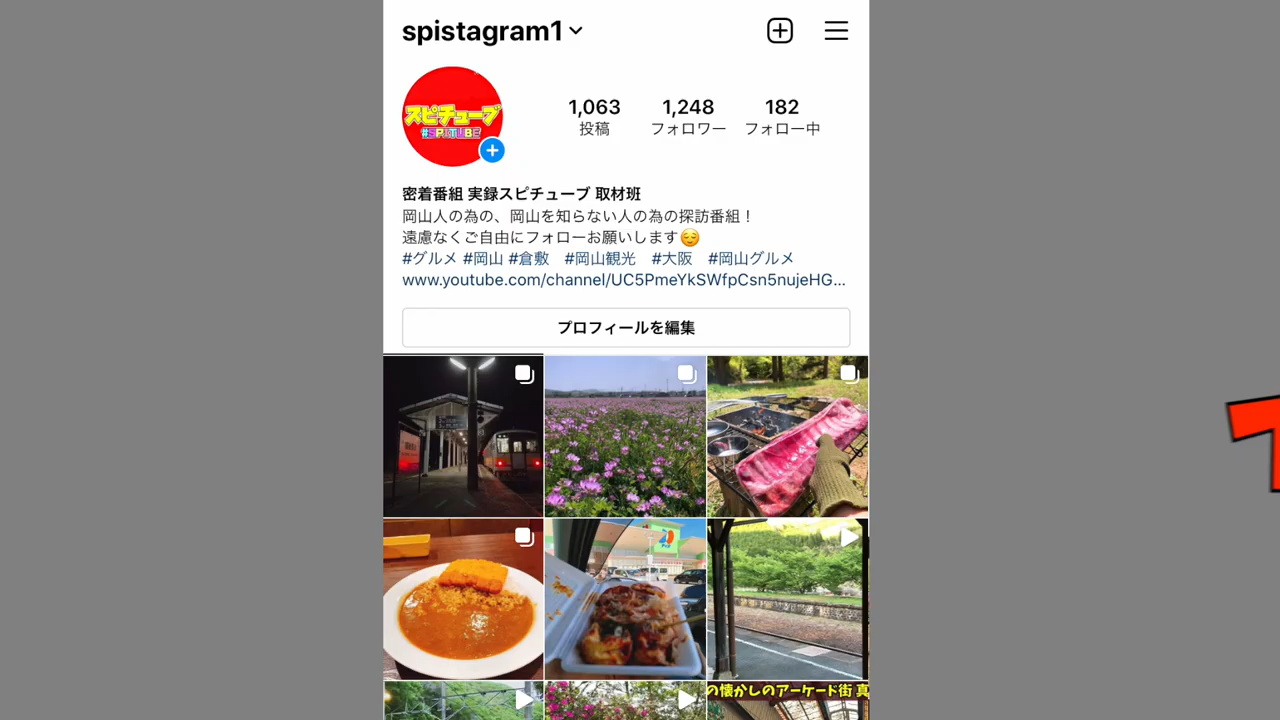 spistagram1
スピチューブ
#SPITUBE
1,063
投稿
1,248
フォロワー
182
フォロー中
密着番組 実録スピチューブ 取材班
岡山人の為の、岡山を知らない人の為の探訪番組！
遠慮なくご自由にフォローお願いします😌
#グルメ #岡山 #倉敷　#岡山観光　#大阪　#岡山グルメ
www.youtube.com/channel/UC5PmeYkSWfpCsn5nujeHG...
プロフィールを編集
の懐かしのアーケード街 真